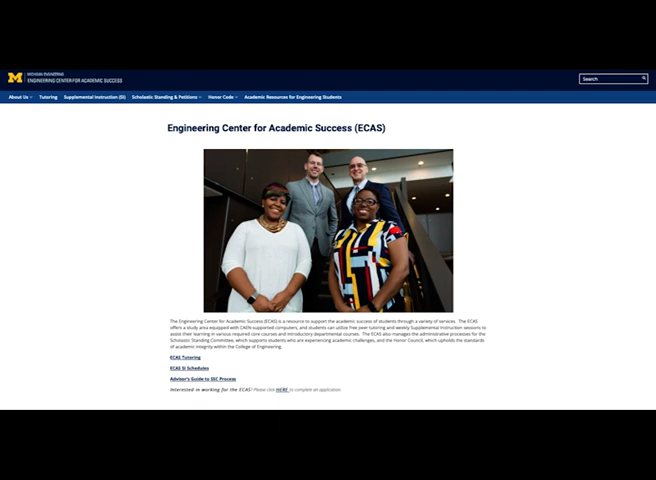 M
MICHIGAN ENGINEERING
ENGINEERING CENTER FOR ACADEMIC SUCCESS
Search
About Us Tutoring Supplemental Instruction (SI) Scholastic Standing & Petitions Honor Code Academic Resources for Engineering Students
Engineering Center for Academic Success (ECAS)
The Engineering Center for Academic Success (ECAS) is a resource to support the academic success of students through a variety of services. The ECAS
offers a study area equipped with CAEN-supported computers, and students can utilize free peer tutoring and weekly Supplemental Instruction sessions to
assist their learning in various required core courses and introductory departmental courses. The ECAS also manages the administrative processes for the
Scholastic Standing Committee, which supports students who are experiencing academic challenges, and the Honor Council, which upholds the standards
of academic integrity within the College of Engineering.
ECAS Tutoring
ECAS SI Schedules
Advisor's Guide to SSC Process
Interested in working for the ECAS? Please click HERE to complete an application.